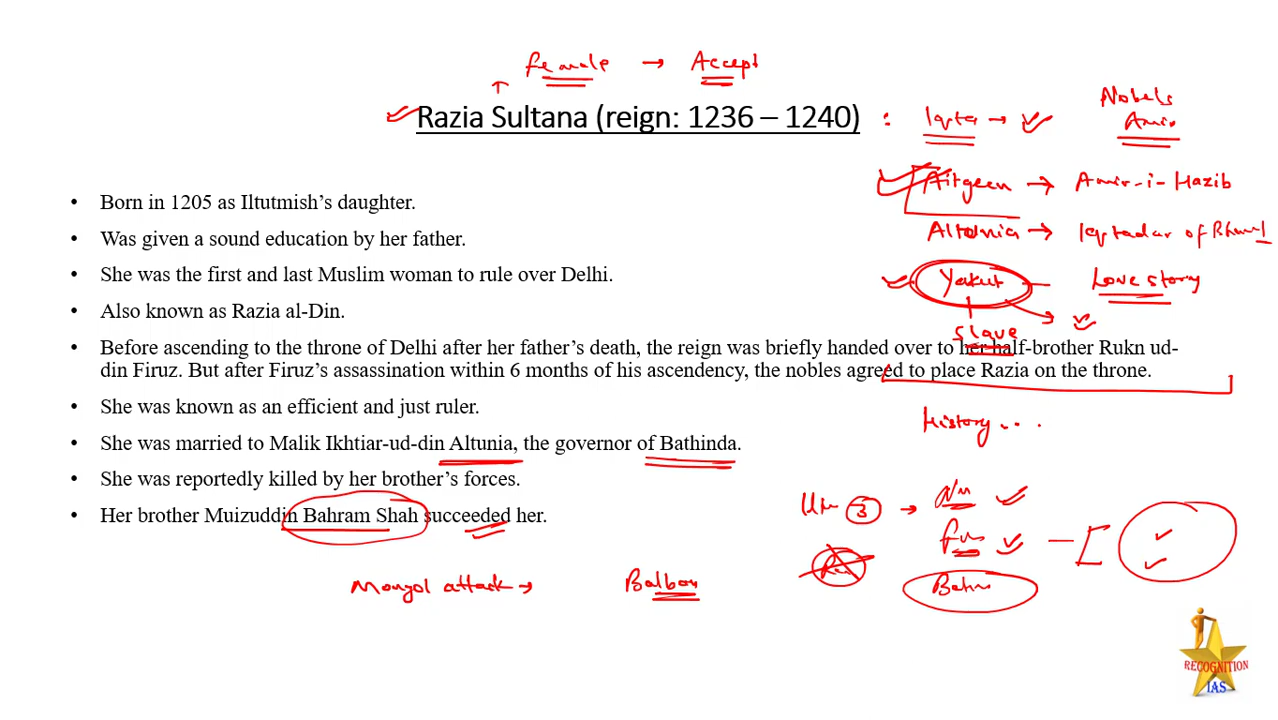 female → Accept
Razia Sultana (reign: 1236 – 1240) : Iqta →
Nobels
Amir
Aitgeen → Amir-i-Hazib
• Born in 1205 as Iltutmish’s daughter.
Altunia → Iqtadar of
• Was given a sound education by her father.
• She was the first and last Muslim woman to rule over Delhi.
Yakut — Love story
• Also known as Razia al-Din.
Slave
• Before ascending to the throne of Delhi after her father’s death, the reign was briefly handed over to her half-brother Rukn ud-
din Firuz. But after Firuz’s assassination within 6 months of his ascendency, the nobles agreed to place Razia on the throne.
• She was known as an efficient and just ruler.
History...
• She was married to Malik Ikhtiar-ud-din Altunia, the governor of Bathinda.
• She was reportedly killed by her brother’s forces.
3 →
• Her brother Muizuddin Bahram Shah succeeded her.
Mongol attack → Balban
RECOGNITION
IAS